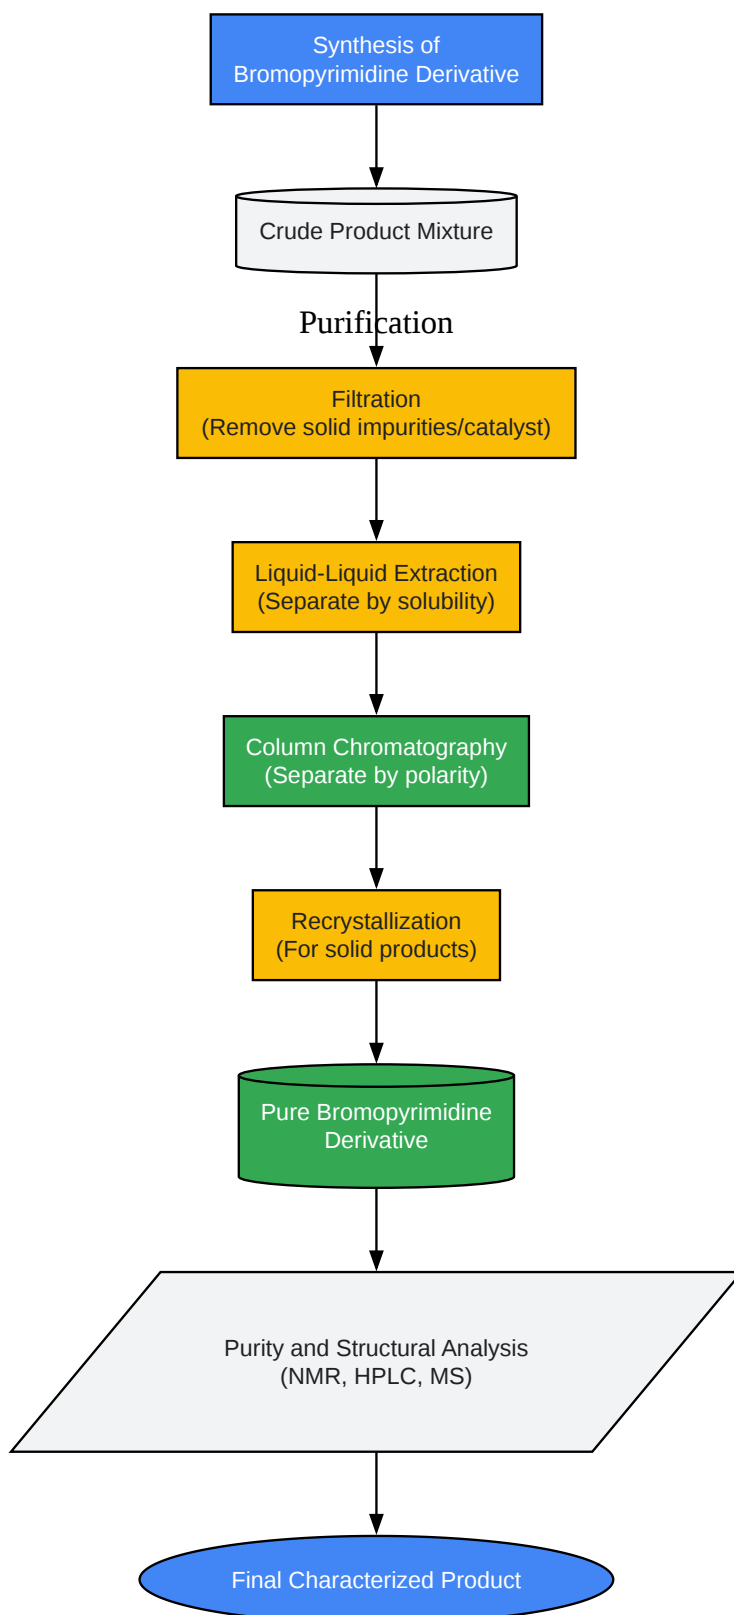 Synthesis of
Bromopyrimidine Derivative
Crude Product Mixture
Purification
Filtration
(Remove solid impurities/catalyst)
Liquid-Liquid Extraction
(Separate by solubility)
Column Chromatography
(Separate by polarity)
Recrystallization
(For solid products)
Pure Bromopyrimidine
Derivative
Purity and Structural Analysis
(NMR, HPLC, MS)
Final Characterized Product